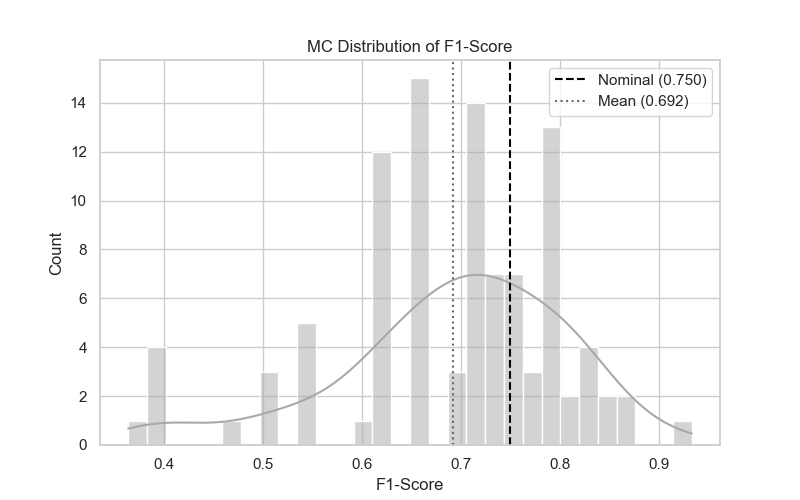 MC Distribution of F1-Score
Nominal (0.750)
Mean (0.692)
Count
14
12
10
8
6
4
2
0
0.4 0.5 0.6 0.7 0.8 0.9
F1-Score